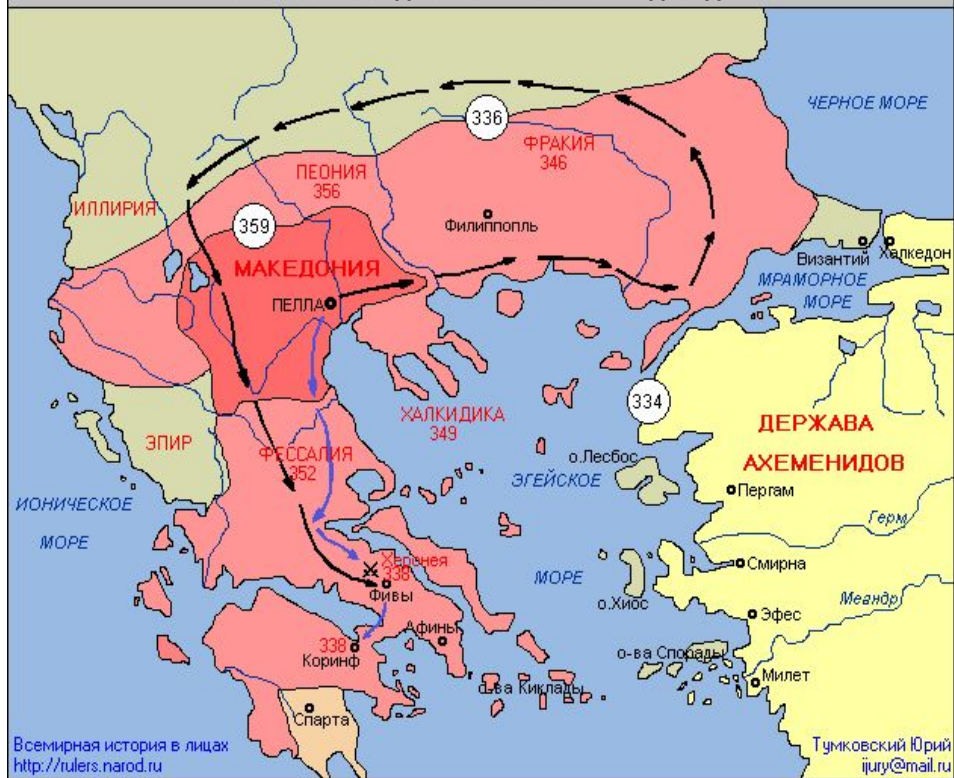 ЧЕРНОЕ МОРЕ
336
ФРАКИЯ
346
ПЕОНИЯ
356
ИЛЛИРИЯ
359
Филиппополь
Византий
Халкедон
МАКЕДОНИЯ
МРАМОРНОЕ
МОРЕ
ПЕЛЛА
334
ХАЛКИДИКА
349
ДЕРЖАВА
АХЕМЕНИДОВ
ЭПИР
ФЕССАЛИЯ
352
о.Лесбос
ЭГЕЙСКОЕ
Пергам
ИОНИЧЕСКОЕ
МОРЕ
Герм
Херонея
338
Смирна
МОРЕ
Фивы
о.Хиос
Меандр
Эфес
Афины
338
Коринф
о-ва Спорады
о-ва Киклады
Милет
Спарта
Всемирная история в лицах
http://rulers.narod.ru
Тумковский Юрий
ijury@mail.ru